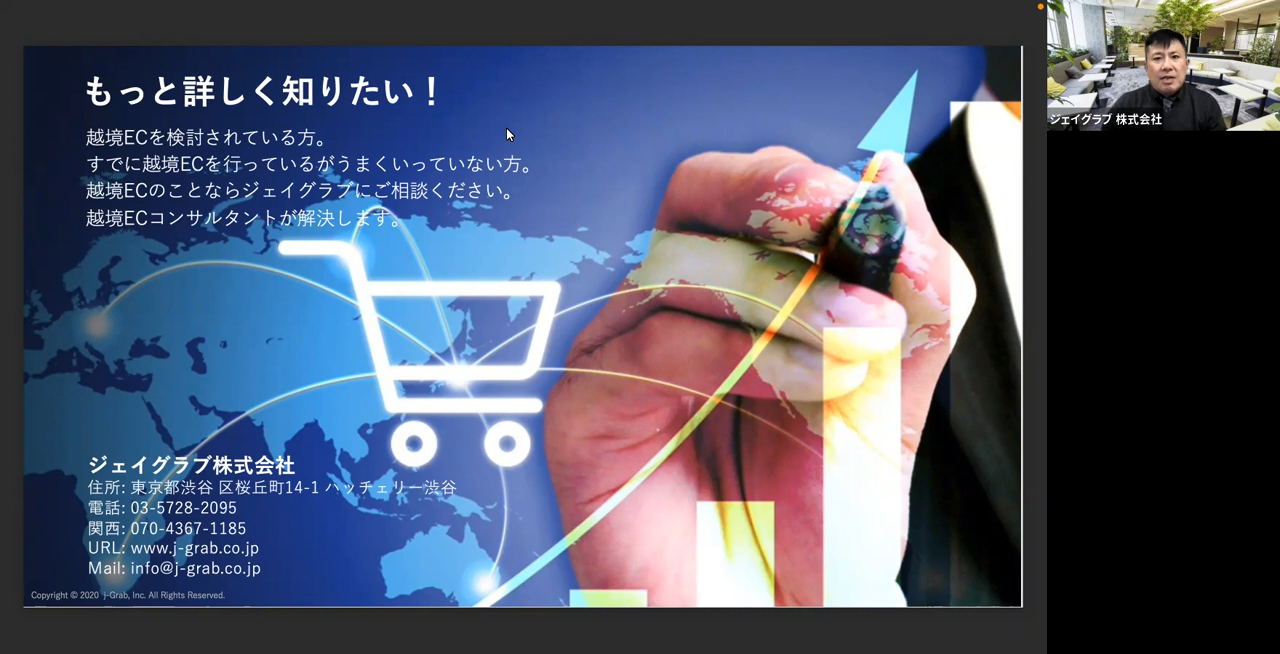 もっと詳しく知りたい！
越境ECを検討されている方。
すでに越境ECを行っているがうまくいっていない方。
越境ECのことならジェイグラブにご相談ください。
越境ECコンサルタントが解決します。
ジェイグラブ株式会社
住所: 東京都渋谷 区桜丘町14-1 ハッチェリー渋谷
電話: 03-5728-2095
関西: 070-4367-1185
URL: www.j-grab.co.jp
Mail: info@j-grab.co.jp
Copyright © 2020 j-Grab, Inc. All Rights Reserved.
ジェイグラブ 株式会社